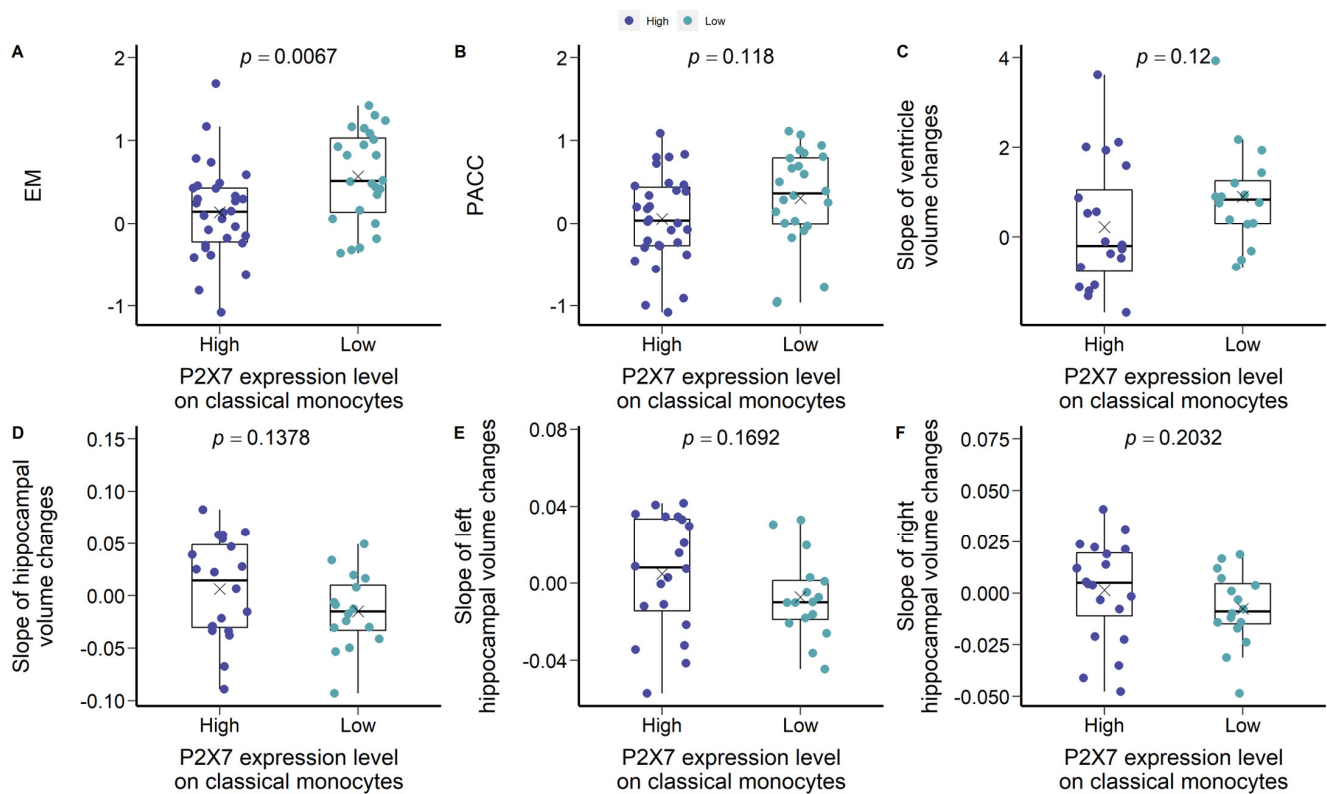 High Low
A
p = 0.0067
EM
2
1
0
-1
High Low
P2X7 expression level
on classical monocytes
B
p = 0.118
PACC
2
1
0
-1
High Low
P2X7 expression level
on classical monocytes
C
p = 0.12
Slope of ventricle
volume changes
4
2
0
2
High Low
P2X7 expression level
on classical monocytes
D
p = 0.1378
Slope of hippocampal
volume changes
0.15
0.10
0.05
0.00
-0.05
-0.10
High Low
P2X7 expression level
on classical monocytes
E
p = 0.1692
Slope of left
hippocampal volume changes
0.08
0.04
0.00
-0.04
High Low
P2X7 expression level
on classical monocytes
F
p = 0.2032
Slope of right
hippocampal volume changes
0.075
0.050
0.025
0.000
-0.025
-0.050
High Low
P2X7 expression level
on classical monocytes